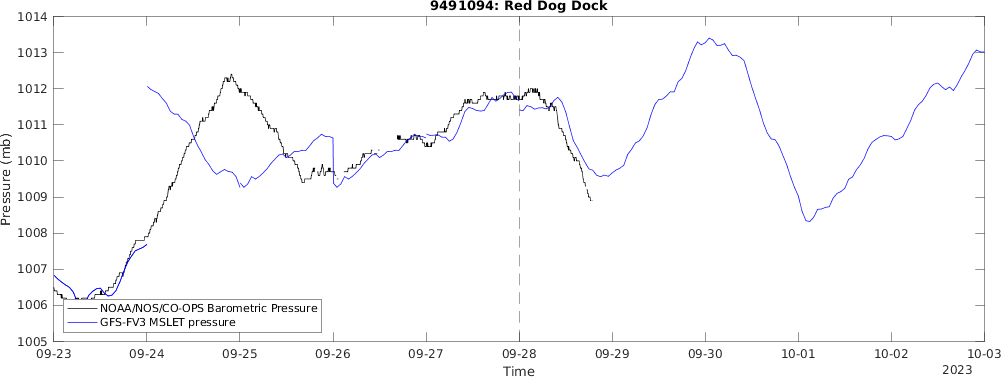 9491094: Red Dog Dock
1014
1013
1012
1011
1010
1009
1008
1007
1006
1005
Pressure (mb)
NOAA/NOS/CO-OPS Barometric Pressure
GFS-FV3 MSLET pressure
09-23 09-24 09-25 09-26 09-27 09-28 09-29 09-30 10-01 10-02 10-03
Time
2023